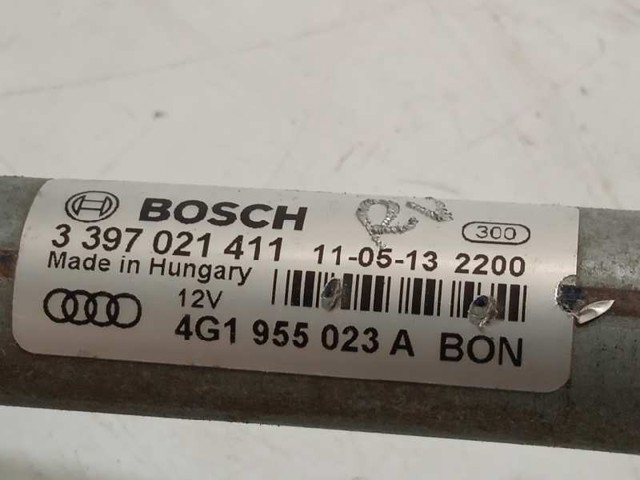 BOSCH
300
3 397 021 411 11-05-13 2200
Made in Hungary
12V
4G1 955 023 A BON